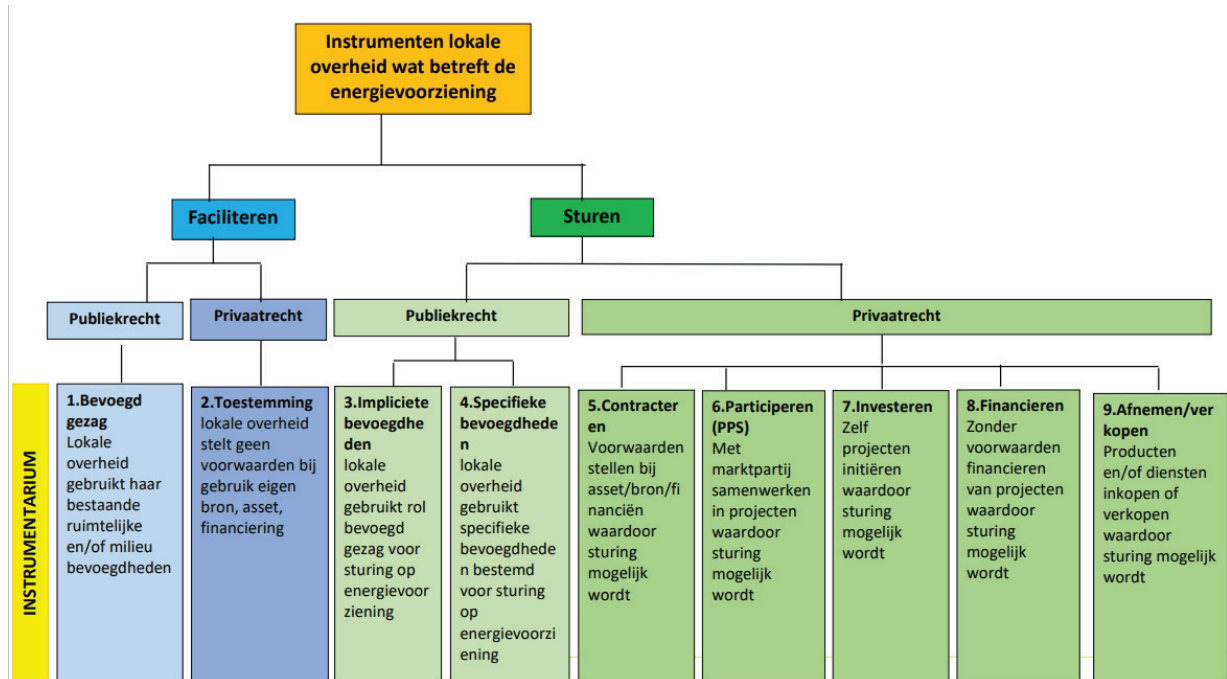 Instrumenten lokale
overheid wat betreft de
energievoorziening
Faciliteren
Sturen
Publiekrecht
Privaatrecht
Publiekrecht
Privaatrecht
INSTRUMENTARIUM
1.Bevoegd
gezag
Lokale
overheid
gebruikt haar
bestaande
ruimtelijke
en/of milieu
bevoegdheden
2.Toestemming
lokale overheid
stelt geen
voorwaarden bij
gebruik eigen
bron, asset,
financiering
3.Impliciete
bevoegdhe
den
lokale
overheid
gebruikt rol
bevoegd
gezag voor
sturing op
energievoor
ziening
4.Specifieke
bevoegdhede
n
lokale
overheid
gebruikt
specifieke
bevoegdhede
n bestemd
voor sturing
op
energievoorzi
ening
5.Contracter
en
Voorwaarden
stellen bij
asset/bron/fi
nanciën
waardoor
sturing
mogelijk
wordt
6.Participeren
(PPS)
Met
marktpartij
samenwerken
in projecten
waardoor
sturing
mogelijk
wordt
7.Investeren
Zelf
projecten
initiëren
waardoor
sturing
mogelijk
wordt
8.Financieren
Zonder
voorwaarden
financieren
van projecten
waardoor
sturing
mogelijk
wordt
9.Afnemen/ver
kopen
Producten
en/of diensten
inkopen of
verkopen
waardoor
sturing mogelijk
wordt